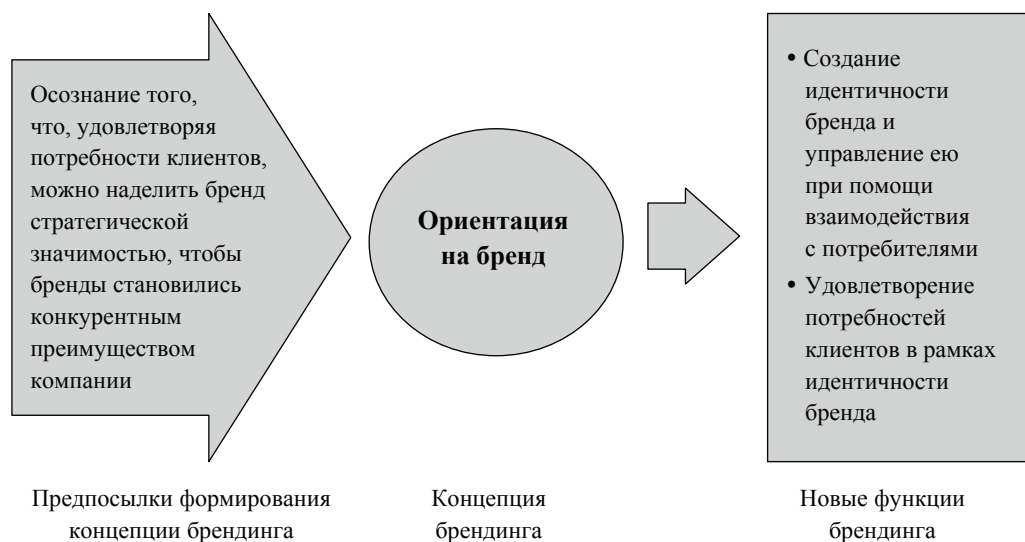 Осознание того,
что, удовлетворяя
потребности клиентов,
можно наделить бренд
стратегической
значимостью, чтобы
бренды становились
конкурентным
преимуществом
компании
Ориентация
на бренд
• Создание
идентичности
бренда и
управление ею
при помощи
взаимодействия
с потребителями
• Удовлетворение
потребностей
клиентов в рамках
идентичности
бренда
Предпосылки формирования
концепции брендинга
Концепция
брендинга
Новые функции
брендинга